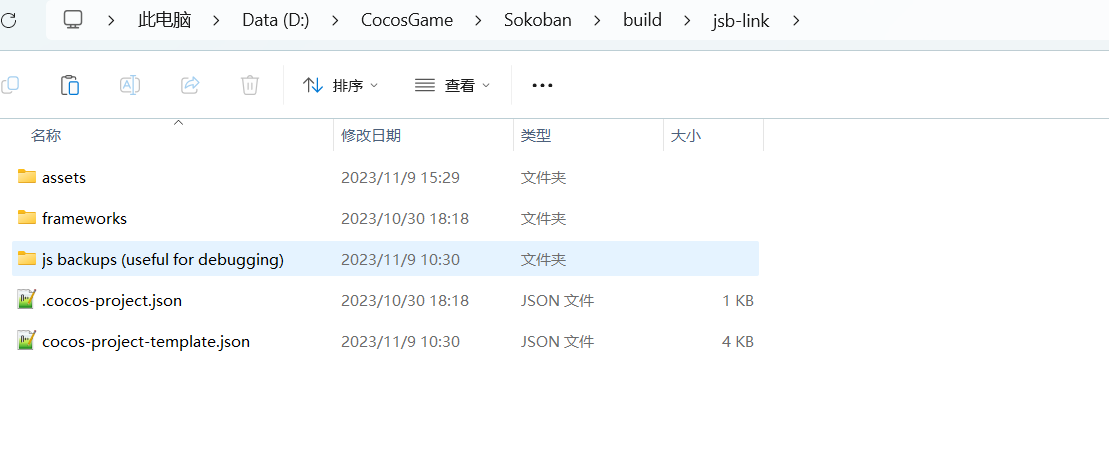 此电脑 > Data (D:) > CocosGame > Sokoban > build > jsb-link >
排序 查看 •••
名称 修改日期 类型 大小
assets 2023/11/9 15:29 文件夹
frameworks 2023/10/30 18:18 文件夹
js backups (useful for debugging) 2023/11/9 10:30 文件夹
.cocos-project.json 2023/10/30 18:18 JSON 文件 1 KB
cocos-project-template.json 2023/11/9 10:30 JSON 文件 4 KB